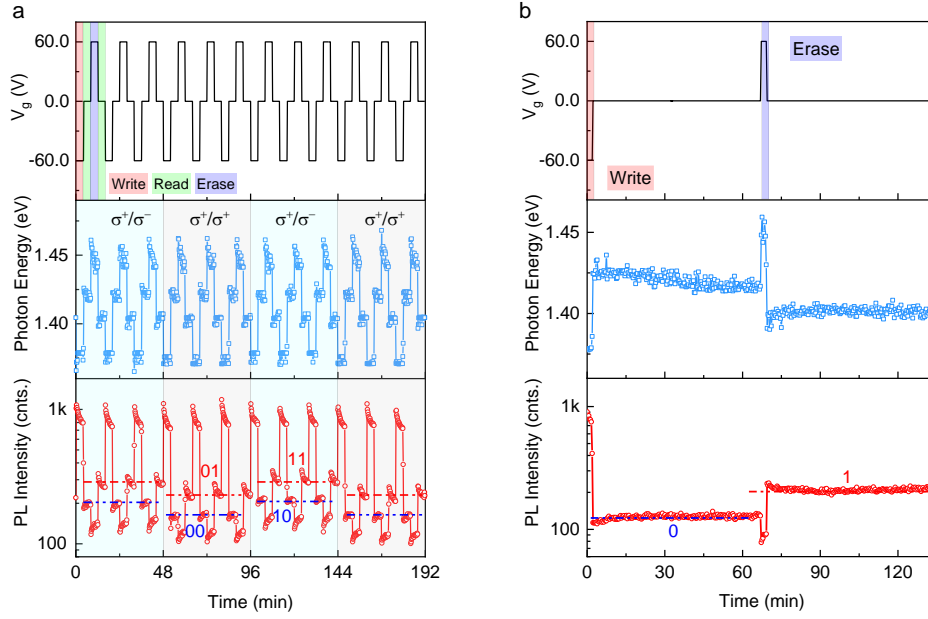 a
V_g (V)
60.0
0.0
-60.0
Write Read Erase
Photon Energy (eV)
1.45
1.40
σ⁺/σ⁻ σ⁺/σ⁺ σ⁺/σ⁻ σ⁺/σ⁺
PL Intensity (cnts.)
1k
100
01 11
00 10
0 48 96 144 192
Time (min)
b
V_g (V)
60.0
0.0
-60.0
Erase
Write
Photon Energy (eV)
1.45
1.40
PL Intensity (cnts.)
1k
100
1
0
0 30 60 90 120
Time (min)